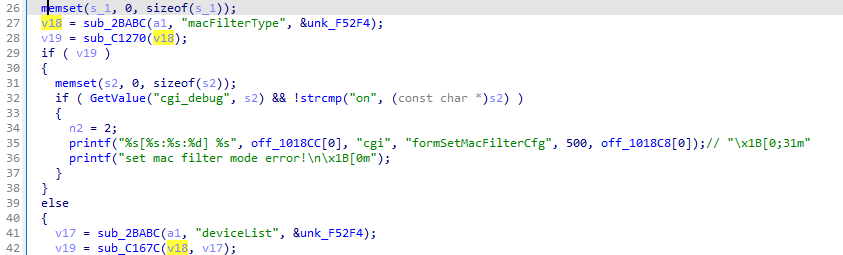 26 memset(s_1, 0, sizeof(s_1));
27 v18 = sub_2BABC(a1, "macFilterType", &unk_F52F4);
28 v19 = sub_C1270(v18);
29 if ( v19 )
30 {
31 memset(s2, 0, sizeof(s2));
32 if ( GetValue("cgi_debug", s2) && !strcmp("on", (const char *)s2) )
33 {
34 n2 = 2;
35 printf("%s[%s:%s:%d] %s", off_1018CC[0], "cgi", "formSetMacFilterCfg", 500, off_1018C8[0]);// "\x1B[0;31m"
36 printf("set mac filter mode error!\n\x1B[0m");
37 }
38 }
39 else
40 {
41 v17 = sub_2BABC(a1, "deviceList", &unk_F52F4);
42 v19 = sub_C167C(v18, v17);